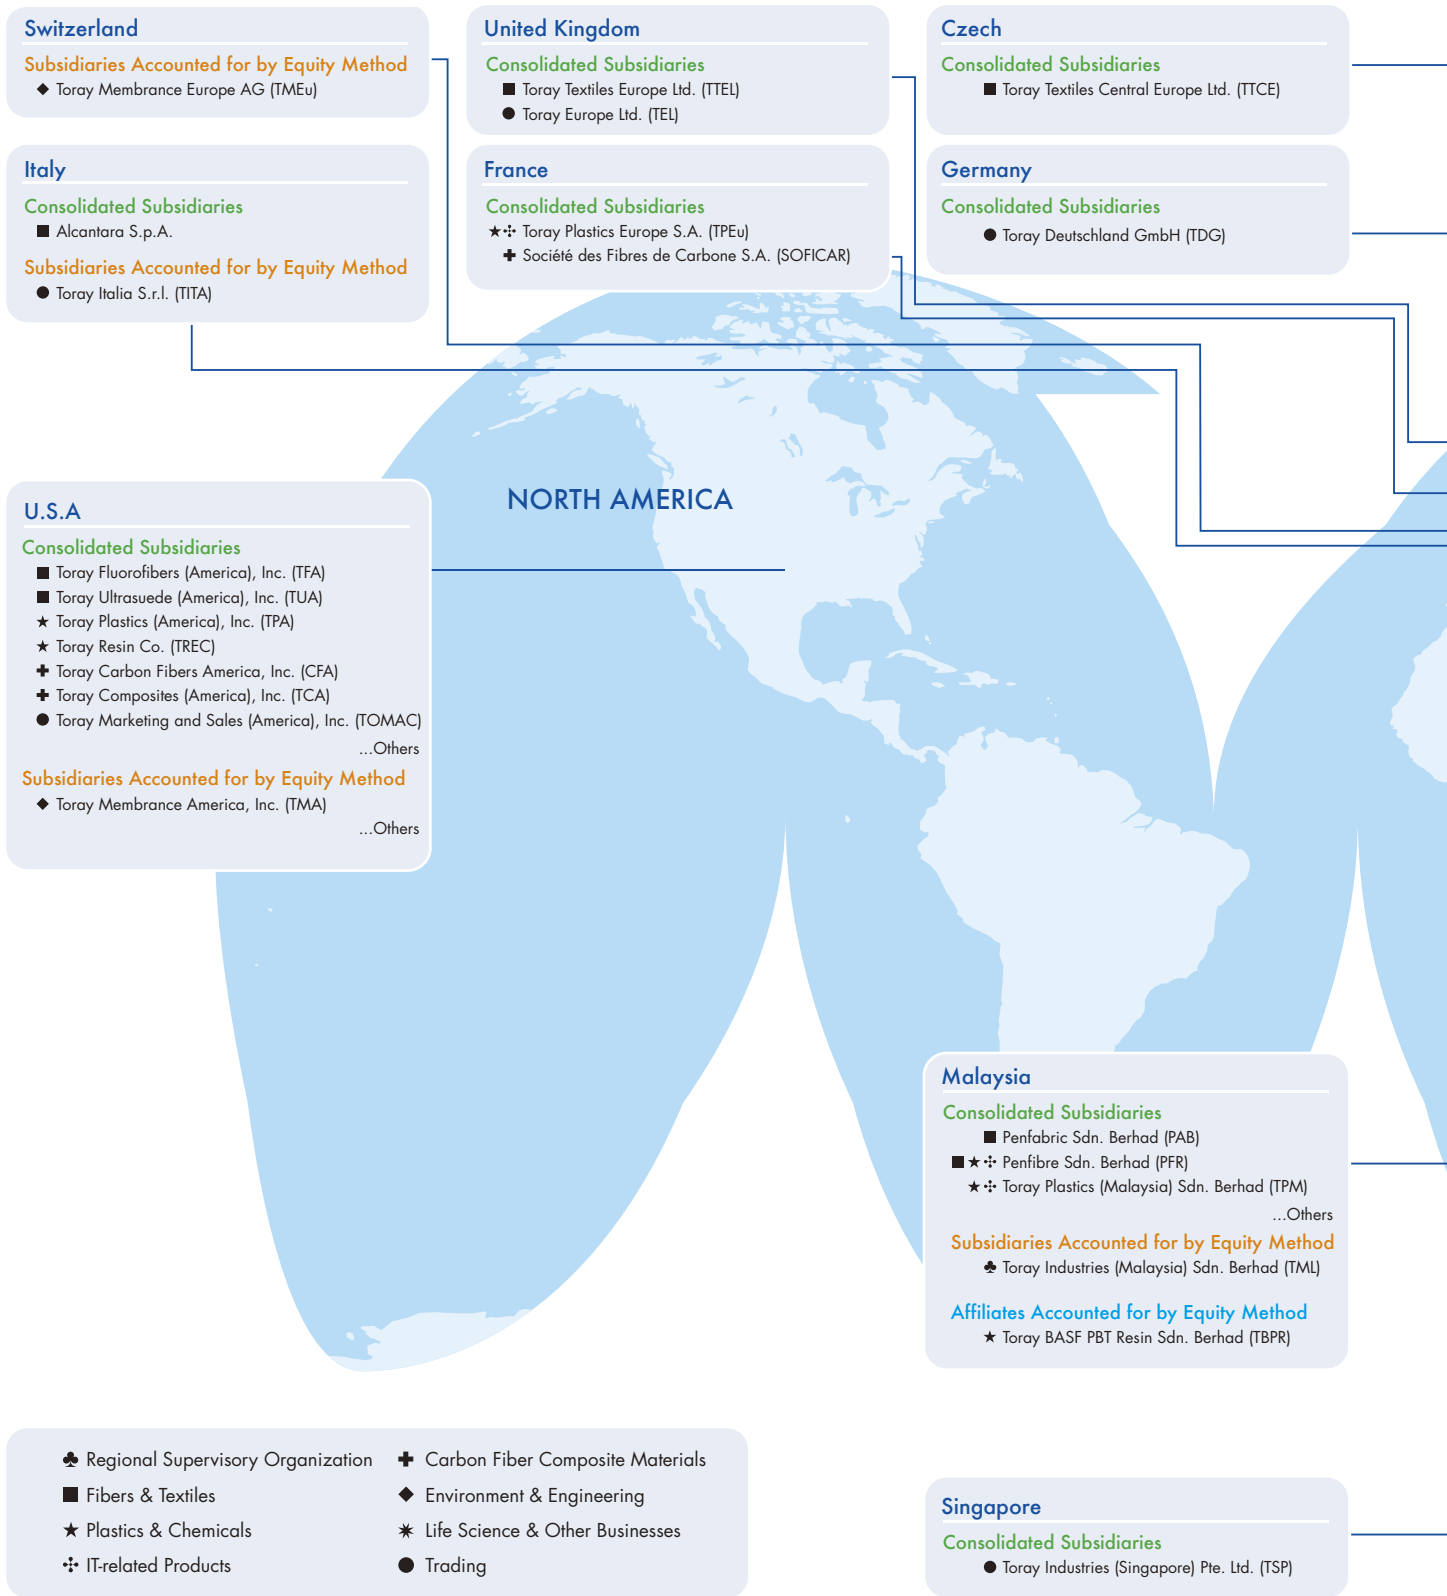 Switzerland
Subsidiaries Accounted for by Equity Method
◆ Toray Membrance Europe AG (TMEu)
United Kingdom
Consolidated Subsidiaries
■ Toray Textiles Europe Ltd. (TTEL)
● Toray Europe Ltd. (TEL)
Czech
Consolidated Subsidiaries
■ Toray Textiles Central Europe Ltd. (TTCE)
Italy
Consolidated Subsidiaries
■ Alcantara S.p.A.
Subsidiaries Accounted for by Equity Method
● Toray Italia S.r.l. (TITA)
France
Consolidated Subsidiaries
★✣ Toray Plastics Europe S.A. (TPEu)
✚ Société des Fibres de Carbone S.A. (SOFICAR)
Germany
Consolidated Subsidiaries
● Toray Deutschland GmbH (TDG)
NORTH AMERICA
U.S.A
Consolidated Subsidiaries
■ Toray Fluorofibers (America), Inc. (TFA)
■ Toray Ultrasuede (America), Inc. (TUA)
★ Toray Plastics (America), Inc. (TPA)
★ Toray Resin Co. (TREC)
✚ Toray Carbon Fibers America, Inc. (CFA)
✚ Toray Composites (America), Inc. (TCA)
● Toray Marketing and Sales (America), Inc. (TOMAC)
...Others
Subsidiaries Accounted for by Equity Method
◆ Toray Membrance America, Inc. (TMA)
...Others
Malaysia
Consolidated Subsidiaries
■ Penfabric Sdn. Berhad (PAB)
■★✣ Penfibre Sdn. Berhad (PFR)
★✣ Toray Plastics (Malaysia) Sdn. Berhad (TPM)
...Others
Subsidiaries Accounted for by Equity Method
♣ Toray Industries (Malaysia) Sdn. Berhad (TML)
Affiliates Accounted for by Equity Method
★ Toray BASF PBT Resin Sdn. Berhad (TBPR)
♣ Regional Supervisory Organization
■ Fibers & Textiles
★ Plastics & Chemicals
✣ IT-related Products
✚ Carbon Fiber Composite Materials
◆ Environment & Engineering
✷ Life Science & Other Businesses
● Trading
Singapore
Consolidated Subsidiaries
● Toray Industries (Singapore) Pte. Ltd. (TSP)